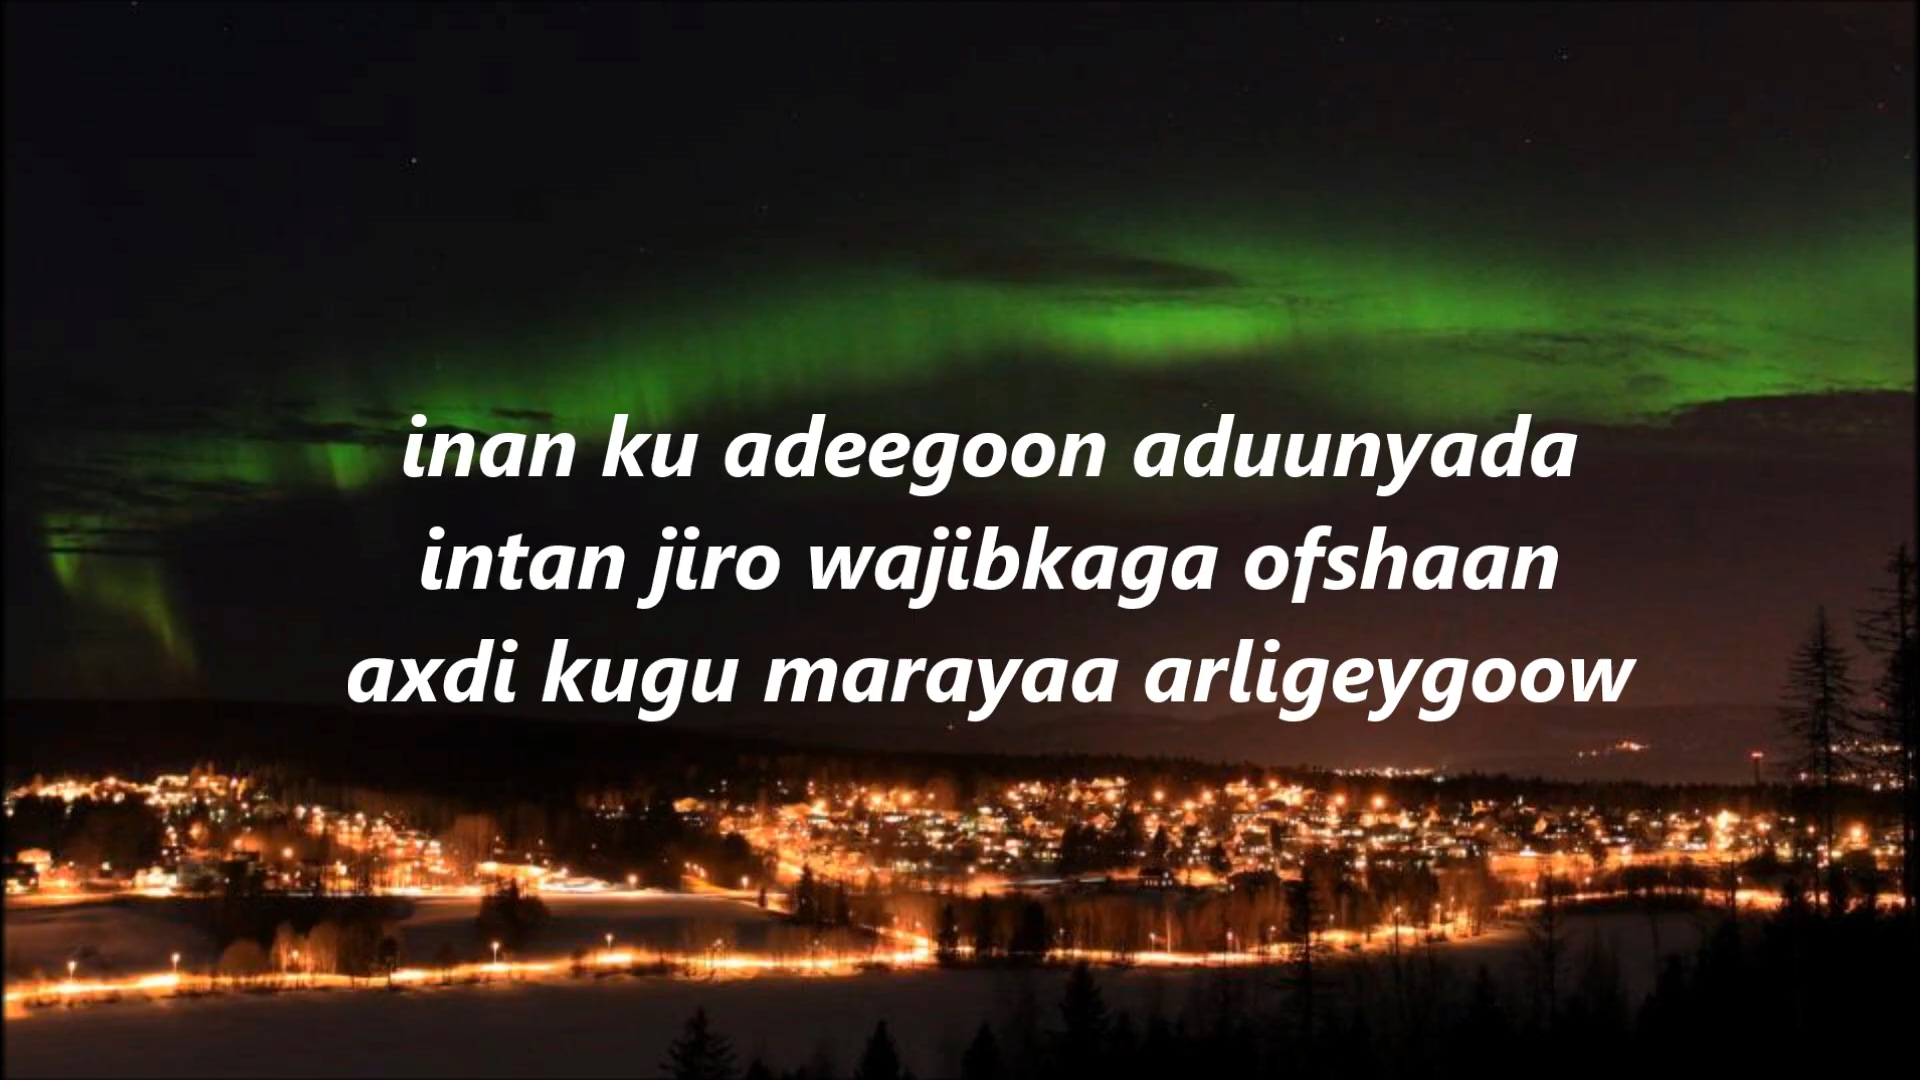 inan ku adeegoon aduunyada
intan jiro wajibkaga ofshaan
axdi kugu marayaa arligeygoow